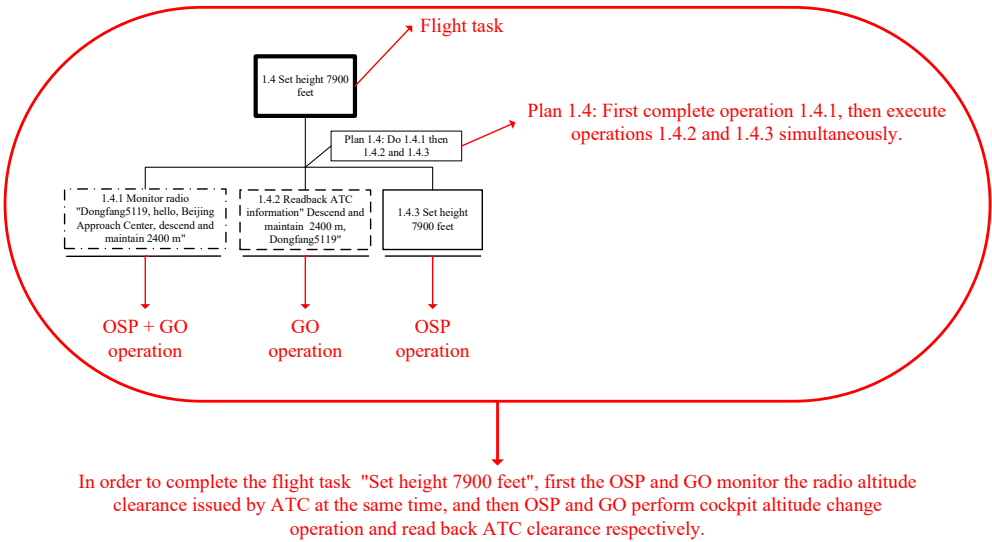 Flight task
1.4 Set height 7900
feet
Plan 1.4: First complete operation 1.4.1, then execute
operations 1.4.2 and 1.4.3 simultaneously.
Plan 1.4: Do 1.4.1 then
1.4.2 and 1.4.3
1.4.1 Monitor radio
"Dongfang5119, hello, Beijing
Approach Center, descend and
maintain 2400 m"
1.4.2 Readback ATC
information" Descend and
maintain 2400 m,
Dongfang5119"
1.4.3 Set height
7900 feet
OSP + GO
operation
GO
operation
OSP
operation
In order to complete the flight task "Set height 7900 feet", first the OSP and GO monitor the radio altitude
clearance issued by ATC at the same time, and then OSP and GO perform cockpit altitude change
operation and read back ATC clearance respectively.